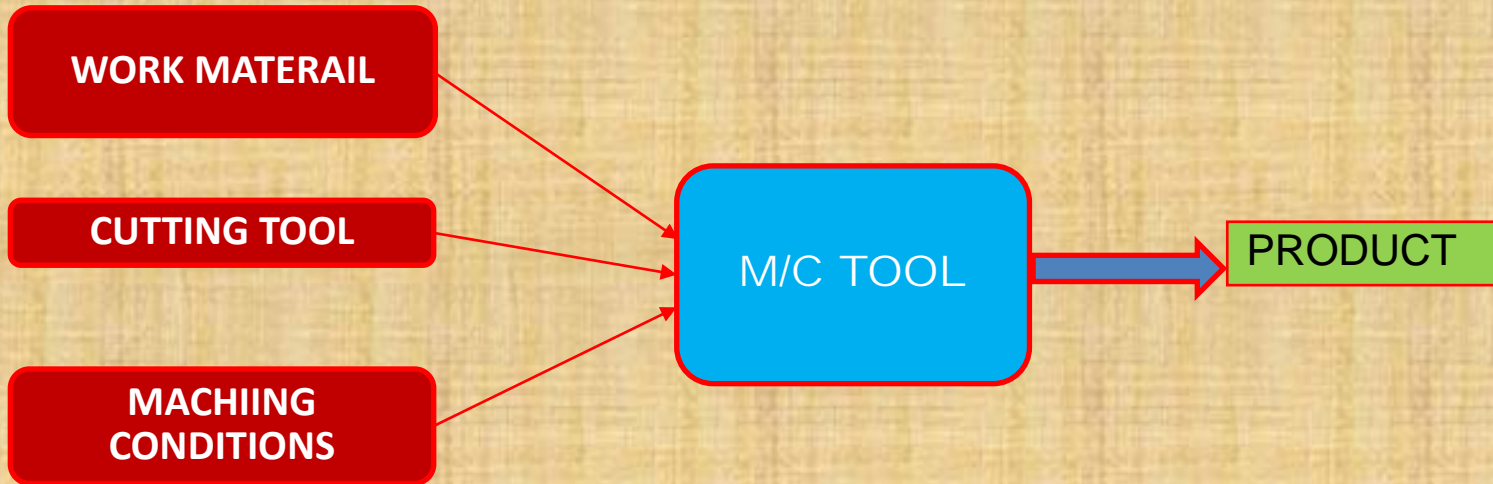 WORK MATERAIL
CUTTING TOOL
MACHIING
CONDITIONS
M/C TOOL
PRODUCT